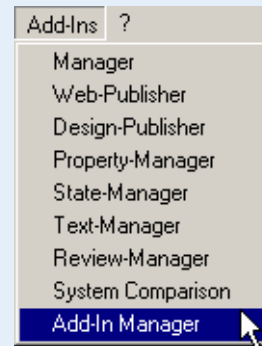 Add-Ins ?
Manager
Web-Publisher
Design-Publisher
Property-Manager
State-Manager
Text-Manager
Review-Manager
System Comparison
Add-In Manager